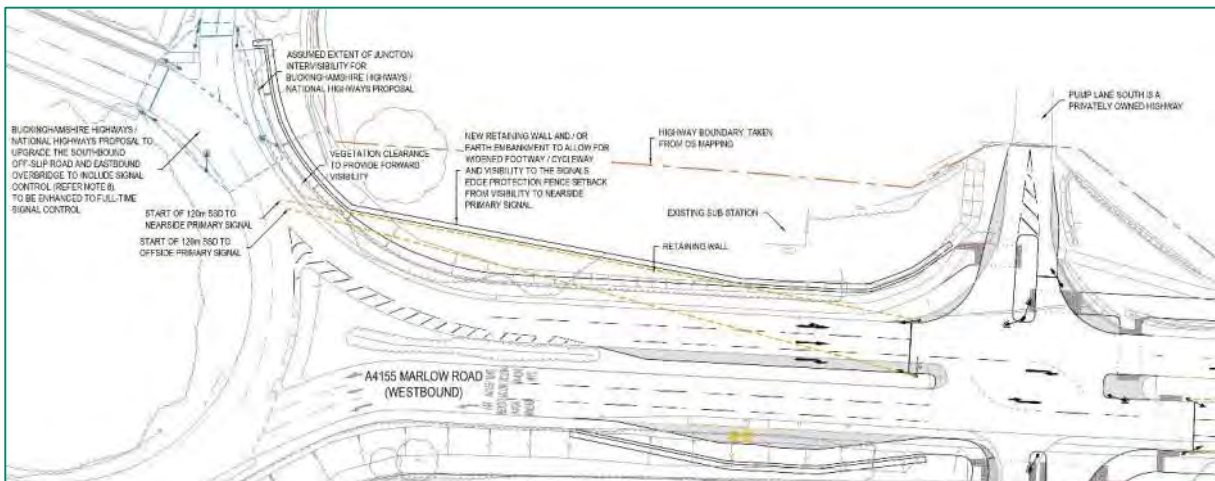 ASSUMED EXTENT OF JUNCTION
INTERVISIBILITY FOR
BUCKINGHAMSHIRE HIGHWAYS /
NATIONAL HIGHWAYS PROPOSAL
PUMP LANE SOUTH IS A
PRIVATELY OWNED HIGHWAY
BUCKINGHAMSHIRE HIGHWAYS /
NATIONAL HIGHWAYS PROPOSAL TO
UPGRADE THE SOUTHBOUND
OFF-SLIP ROAD AND EASTBOUND
OVERBRIDGE TO INCLUDE SIGNAL
CONTROL (REFER NOTE 8).
TO BE ENHANCED TO FULL-TIME
SIGNAL CONTROL
VEGETATION CLEARANCE
TO PROVIDE FORWARD
VISIBILITY
NEW RETAINING WALL AND / OR
EARTH EMBANKMENT TO ALLOW FOR
WIDENED FOOTWAY / CYCLEWAY
AND VISIBILITY TO THE SIGNALS
EDGE PROTECTION FENCE SETBACK
FROM VISIBILITY TO NEARSIDE
PRIMARY SIGNAL.
HIGHWAY BOUNDARY TAKEN
FROM OS MAPPING
START OF 120m SSD TO
NEARSIDE PRIMARY SIGNAL
START OF 120m SSD TO
OFFSIDE PRIMARY SIGNAL
EXISTING SUB STATION
RETAINING WALL
A4155 MARLOW ROAD
(WESTBOUND)